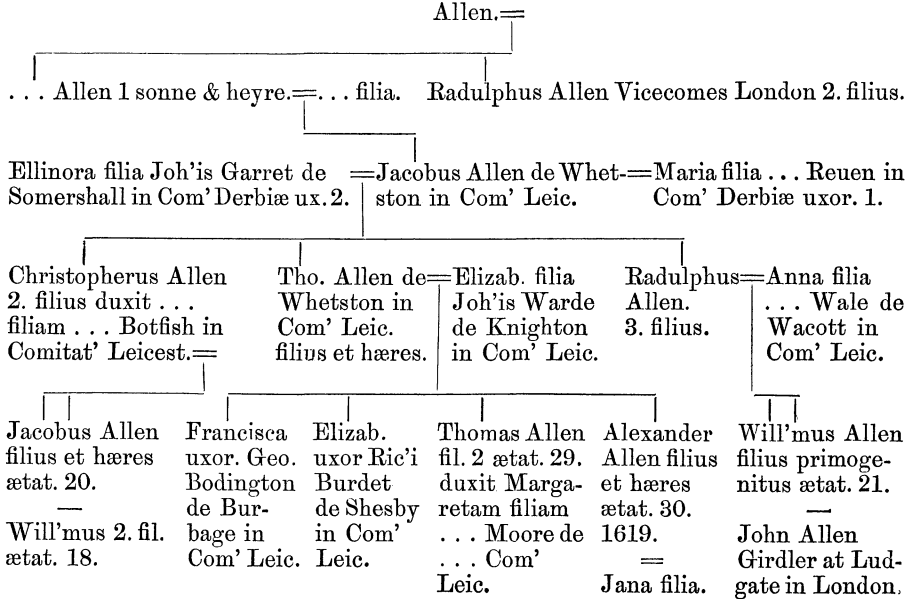 Allen.=
. . . Allen 1 sonne & heyre.=. . . filia.
Radulphus Allen Vicecomes London 2. filius.
Ellinora filia Joh'is Garret de
Somershall in Com' Derbiæ ux. 2.
=Jacobus Allen de Whet-=
ston in Com' Leic.
Maria filia . . . Reuen in
Com' Derbiæ uxor. 1.
Christopherus Allen
2. filius duxit . . .
filiam . . . Botfish in
Comitat' Leicest.=
Tho. Allen de=
Whetston in
Com' Leic.
filius et hæres.
Elizab. filia
Joh'is Warde
de Knighton
in Com' Leic.
Radulphus=
Allen.
3. filius.
Anna filia
. . . Wale de
Wacott in
Com' Leic.
Jacobus Allen
filius et hæres
ætat. 20.
—
Will'mus 2. fil.
ætat. 18.
Francisca
uxor. Geo.
Bodington
de Bur-
bage in
Com' Leic.
Elizab.
uxor Ric'i
Burdet
de Shesby
in Com'
Leic.
Thomas Allen
fil. 2 ætat. 29.
duxit Marga-
retam filiam
. . . Moore de
. . . Com'
Leic.
Alexander
Allen filius
et hæres
ætat. 30.
1619.
=
Jana filia.
Will'mus Allen
filius primoge-
nitus ætat. 21.
—
John Allen
Girdler at Lud-
gate in London.